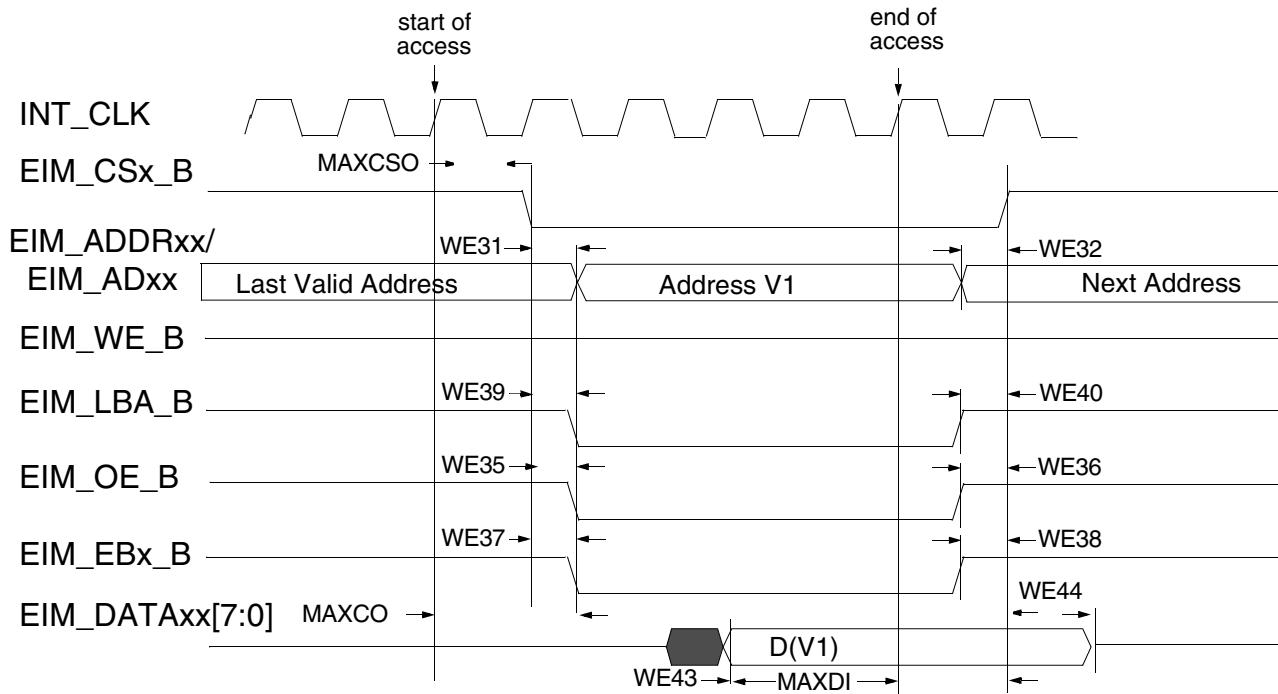 start of
access
end of
access
INT_CLK
MAXCSO
EIM_CSx_B
EIM_ADDRxx/
EIM_ADxx
WE31
WE32
Last Valid Address
Address V1
Next Address
EIM_WE_B
WE39
WE40
EIM_LBA_B
WE35
WE36
EIM_OE_B
WE37
WE38
EIM_EBx_B
WE44
EIM_DATAxx[7:0]
MAXCO
D(V1)
WE43
MAXDI